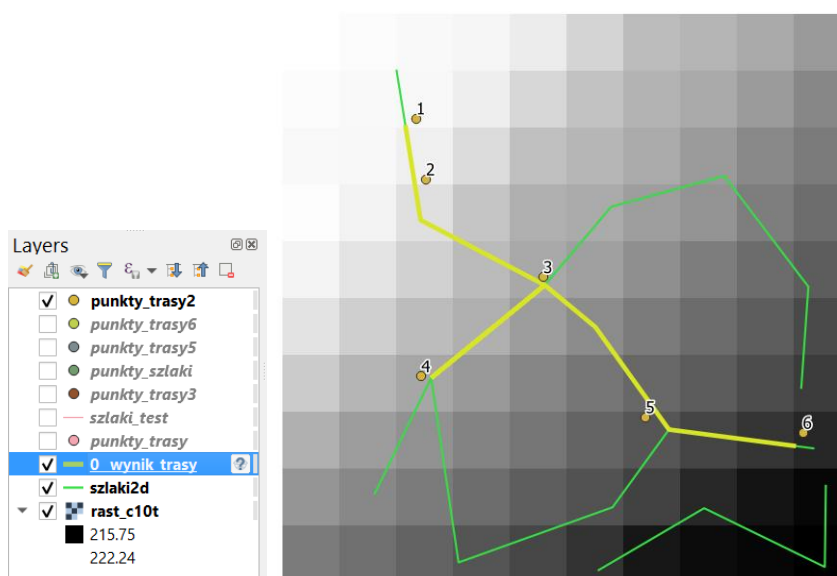 Layers
punkty_trasy2
punkty_trasy6
punkty_trasy5
punkty_szlaki
punkty_trasy3
szlaki_test
punkty_trasy
0_wynik_trasy ?
szlaki2d
rast_c10t
215.75
222.24
1
2
3
4
5
6